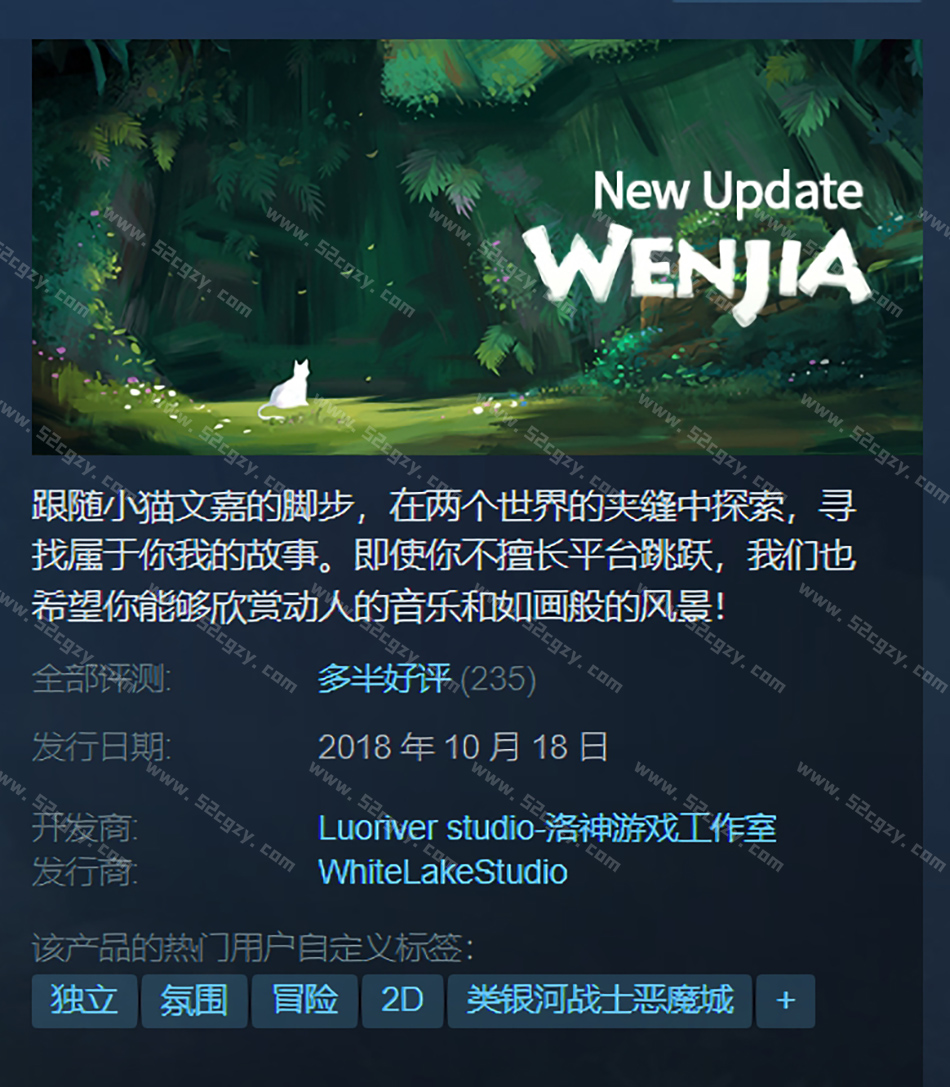 New Update
WENJIA
跟随小猫文嘉的脚步，在两个世界的夹缝中探索，寻
找属于你我的故事。即使你不擅长平台跳跃，我们也
希望你能够欣赏动人的音乐和如画般的风景！
全部评测: 多半好评 (235)
发行日期: 2018 年 10 月 18 日
开发商: Luoriver studio-洛神游戏工作室
发行商: WhiteLakeStudio
该产品的热门用户自定义标签：
独立 氛围 冒险 2D 类银河战士恶魔城 +
www.52cgzy.com